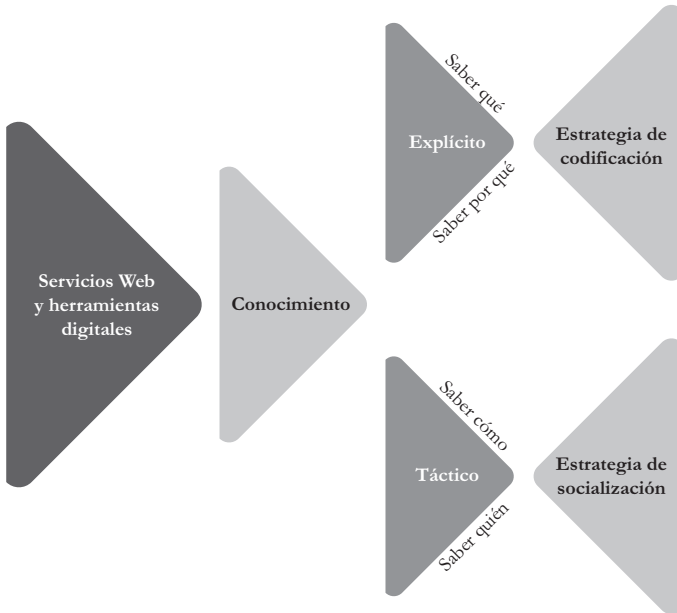 Servicios Web
y herramientas
digitales
Conocimiento
Saber qué
Explícito
Saber por qué
Estrategia de
codificación
Saber cómo
Táctico
Saber quién
Estrategia de
socialización